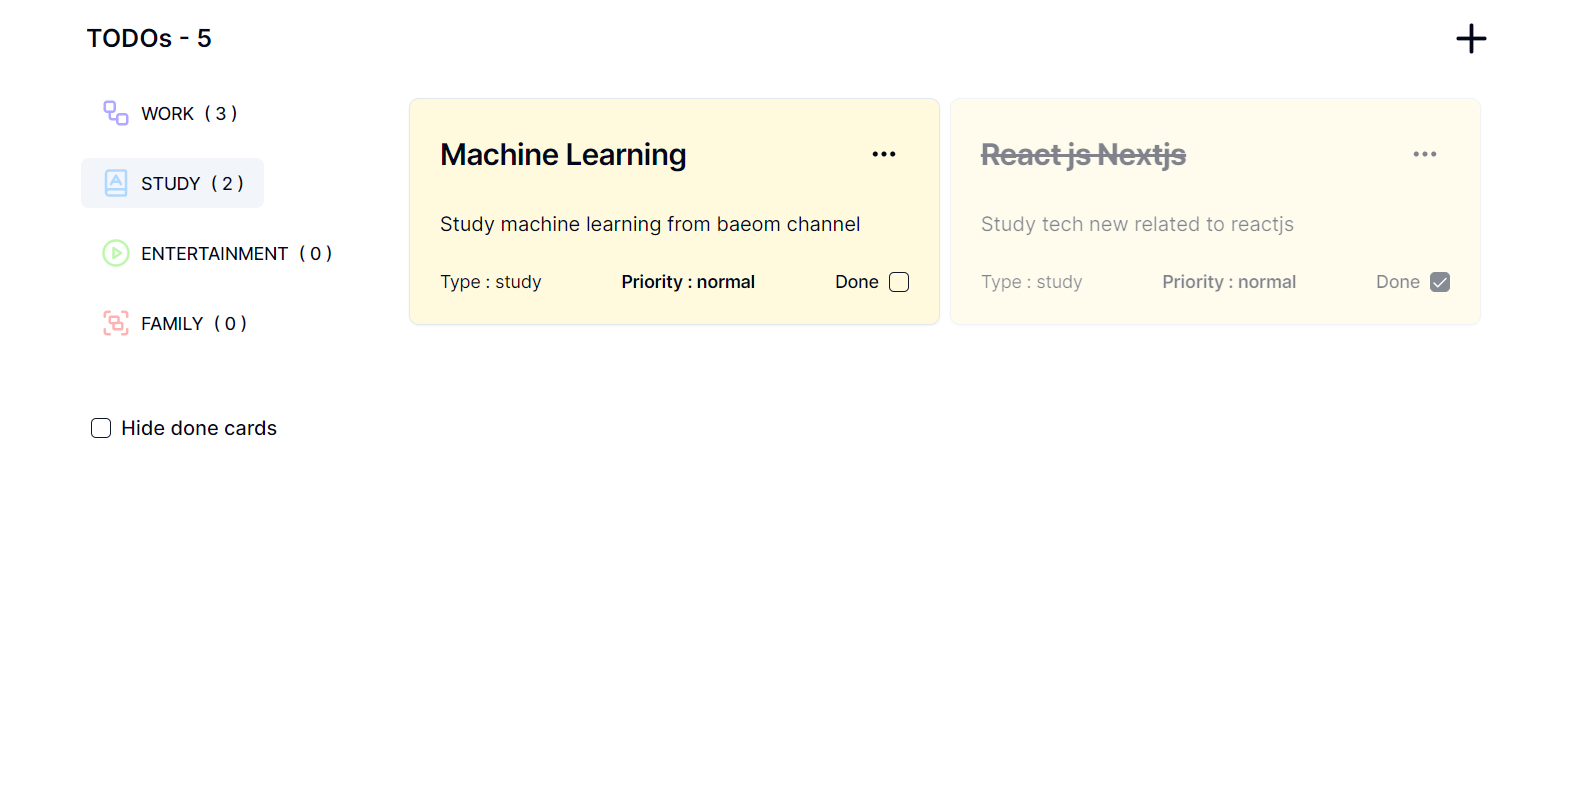 TODOs - 5
WORK ( 3 )
STUDY ( 2 )
ENTERTAINMENT ( 0 )
FAMILY ( 0 )
Hide done cards
Machine Learning
Study machine learning from baeom channel
Type : study Priority : normal Done
React js Nextjs
Study tech new related to reactjs
Type : study Priority : normal Done